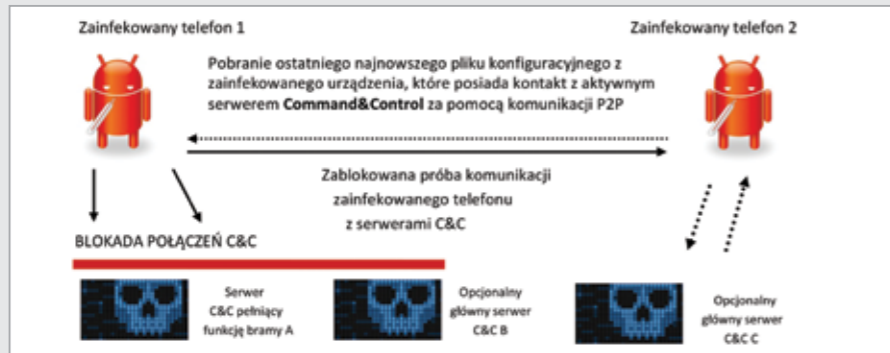 Zainfekowany telefon 1
Zainfekowany telefon 2
Pobranie ostatniego najnowszego pliku konfiguracyjnego z
zainfekowanego urządzenia, które posiada kontakt z aktywnym
serwerem Command&Control za pomocą komunikacji P2P
Zablokowana próba komunikacji
zainfekowanego telefonu
z serwerami C&C
BLOKADA POŁĄCZEŃ C&C
Serwer
C&C pełniący
funkcję bramy A
Opcjonalny
główny serwer
C&C B
Opcjonalny
główny serwer
C&C C